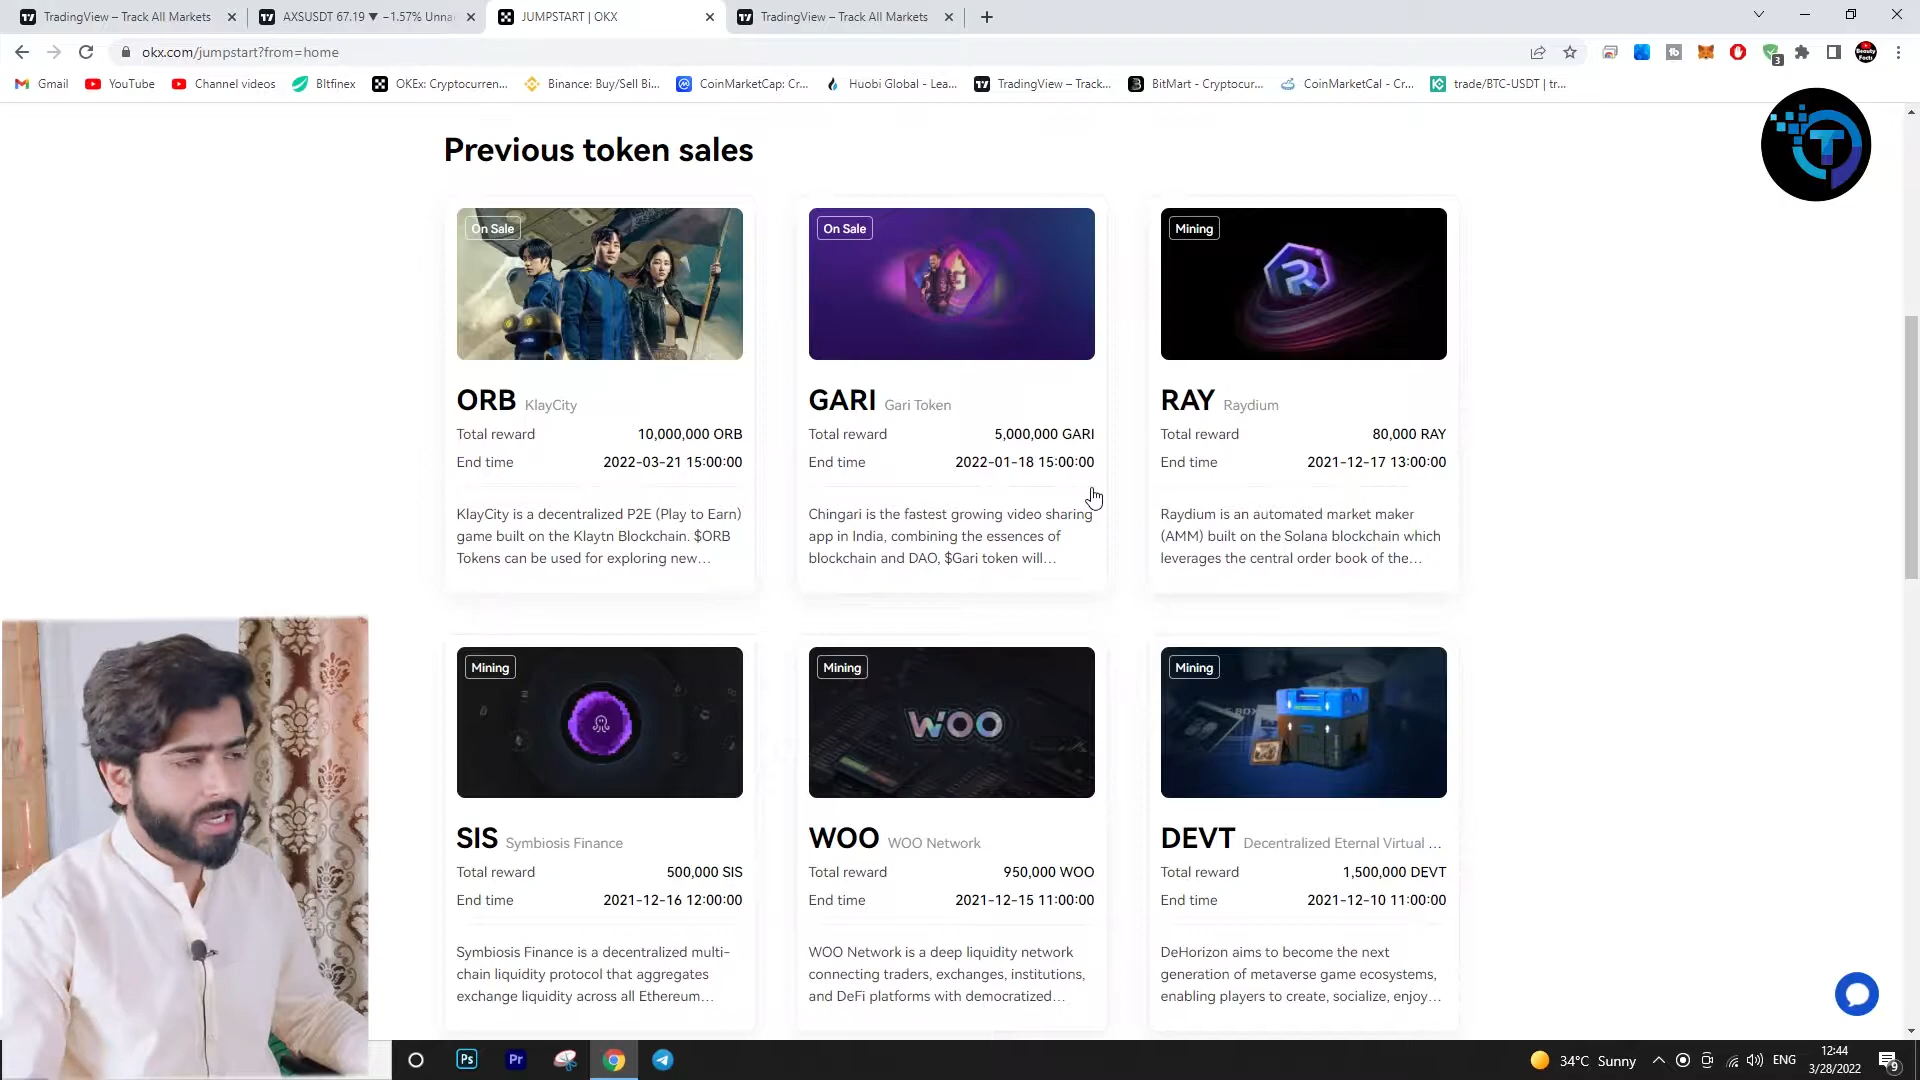 TradingView – Track All Markets
AXSUSDT 67.19 ▼ −1.57% Unna
JUMPSTART | OKX
TradingView – Track All Markets
okx.com/jumpstart?from=home
3
Gmail
YouTube
Channel videos
Bitfinex
OKEx: Cryptocurren...
Binance: Buy/Sell Bi...
CoinMarketCap: Cr...
Huobi Global - Lea...
TradingView – Track...
BitMart - Cryptocur...
CoinMarketCal - Cr...
trade/BTC-USDT | tr...
Previous token sales
On Sale
On Sale
Mining
ORB KlayCity
GARI Gari Token
RAY Raydium
Total reward 10,000,000 ORB
Total reward 5,000,000 GARI
Total reward 80,000 RAY
End time 2022-03-21 15:00:00
End time 2022-01-18 15:00:00
End time 2021-12-17 13:00:00
KlayCity is a decentralized P2E (Play to Earn)
game built on the Klaytn Blockchain. $ORB
Tokens can be used for exploring new...
Chingari is the fastest growing video sharing
app in India, combining the essences of
blockchain and DAO, $Gari token will...
Raydium is an automated market maker
(AMM) built on the Solana blockchain which
leverages the central order book of the...
Mining
Mining
Mining
WOO
SIS Symbiosis Finance
WOO WOO Network
DEVT Decentralized Eternal Virtual ...
Total reward 500,000 SIS
Total reward 950,000 WOO
Total reward 1,500,000 DEVT
End time 2021-12-16 12:00:00
End time 2021-12-15 11:00:00
End time 2021-12-10 11:00:00
Symbiosis Finance is a decentralized multi-
chain liquidity protocol that aggregates
exchange liquidity across all Ethereum...
WOO Network is a deep liquidity network
connecting traders, exchanges, institutions,
and DeFi platforms with democratized...
DeHorizon aims to become the next
generation of metaverse game ecosystems,
enabling players to create, socialize, enjoy...
Ps
Pr
34°C Sunny
ENG
12:44
3/28/2022
9